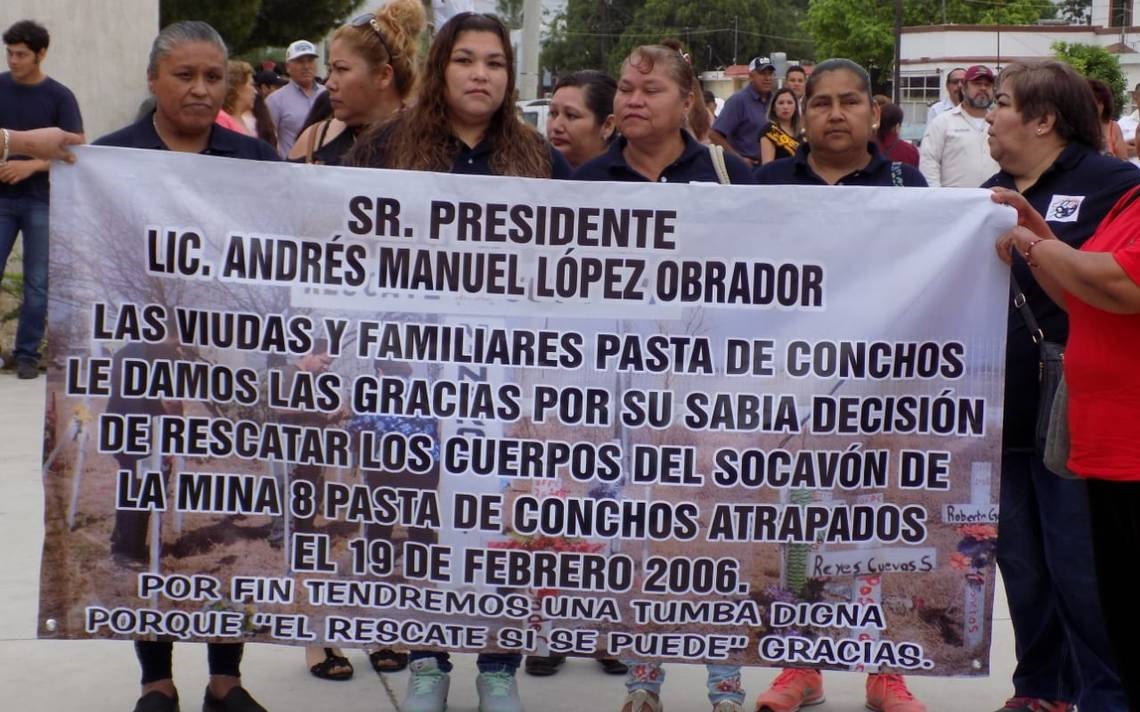 SR. PRESIDENTE
LIC. ANDRÉS MANUEL LÓPEZ OBRADOR
LAS VIUDAS Y FAMILIARES PASTA DE CONCHOS
LE DAMOS LAS GRACIAS POR SU SABIA DECISIÓN
DE RESCATAR LOS CUERPOS DEL SOCAVÓN DE
LA MINA 8 PASTA DE CONCHOS ATRAPADOS
EL 19 DE FEBRERO 2006.
POR FIN TENDREMOS UNA TUMBA DIGNA
PORQUE "EL RESCATE SI SE PUEDE" GRACIAS.
Reyes Cuevas S